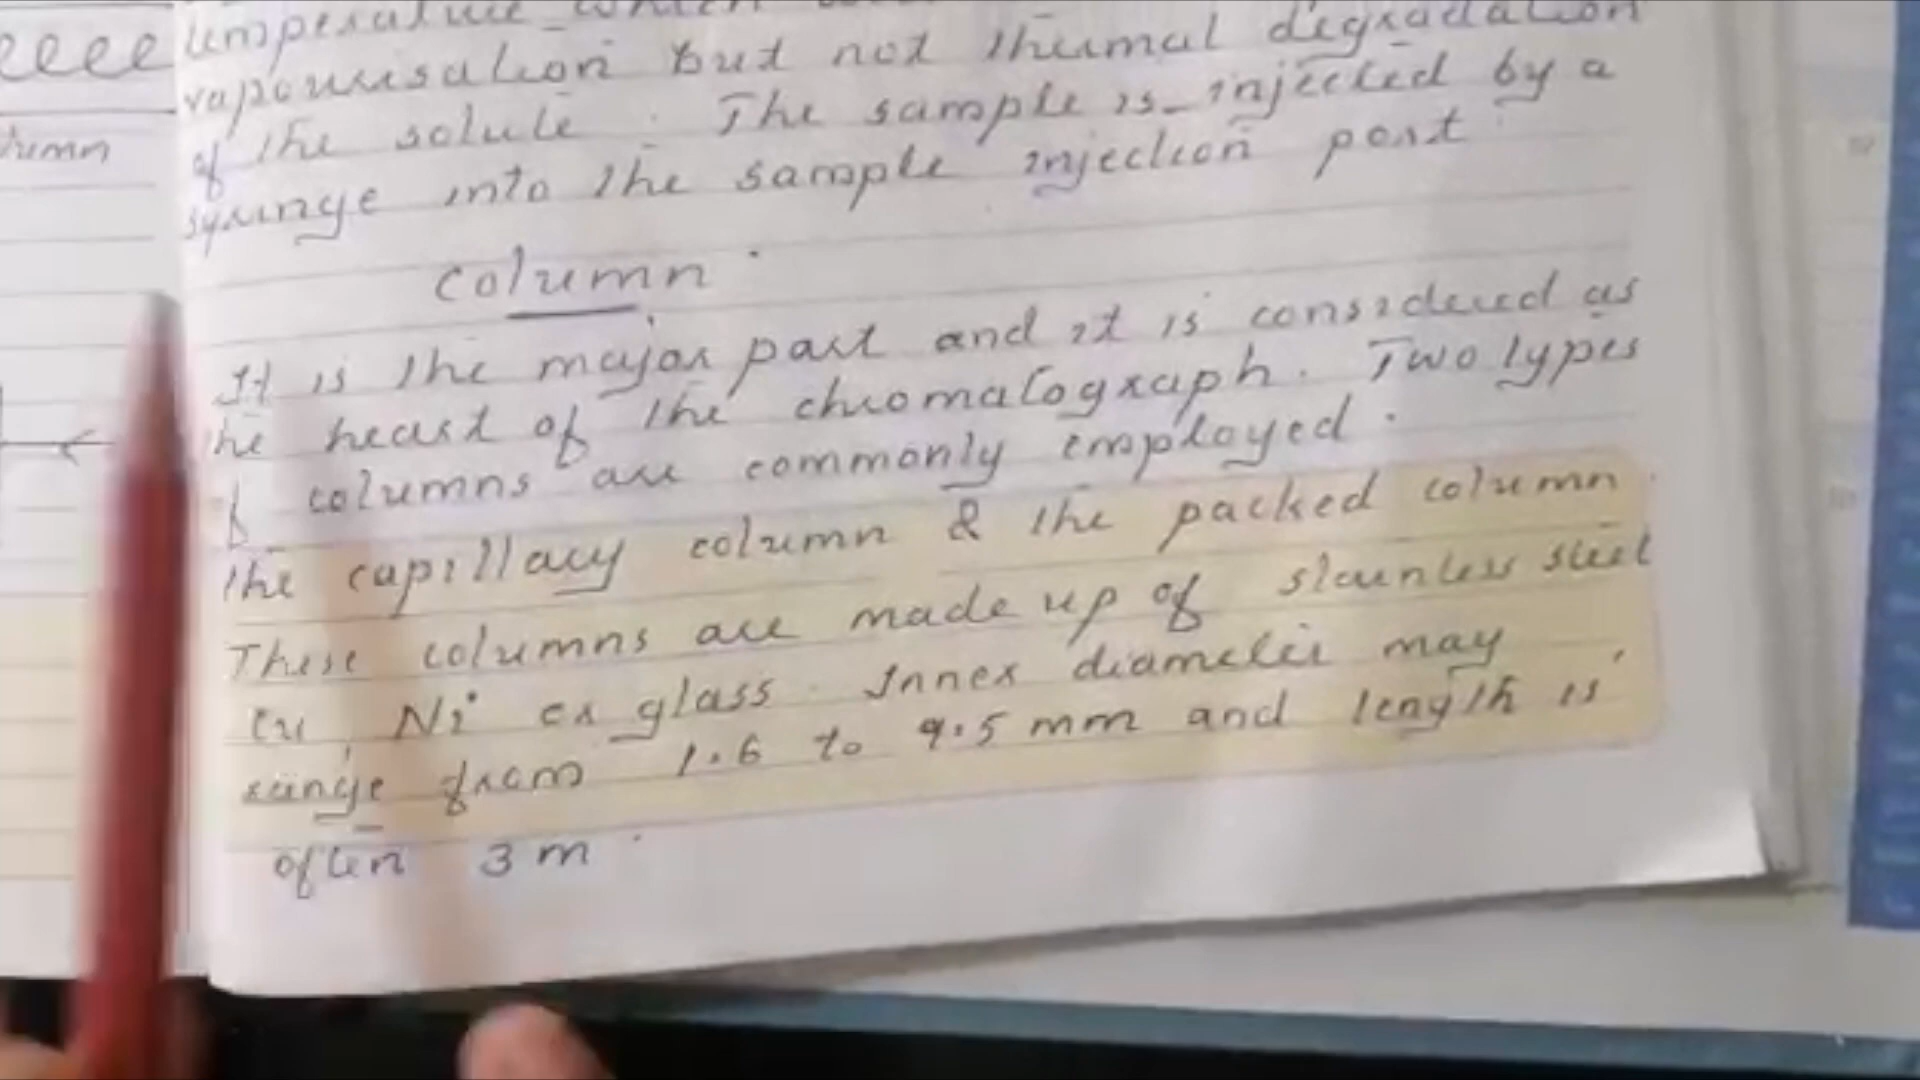 temperature which
vapourisation but not thermal degradation
of the solute. The sample is injected by a
syringe into the sample injection port.
column.
It is the major part and it is considered as
the heart of the chromatograph. Two types
of columns are commonly employed.
the capillary column & the packed column.
These columns are made up of stainless steel
Cu, Ni or glass. Inner diameter may
range from 1.6 to 9.5 mm and length is
often 3 m.